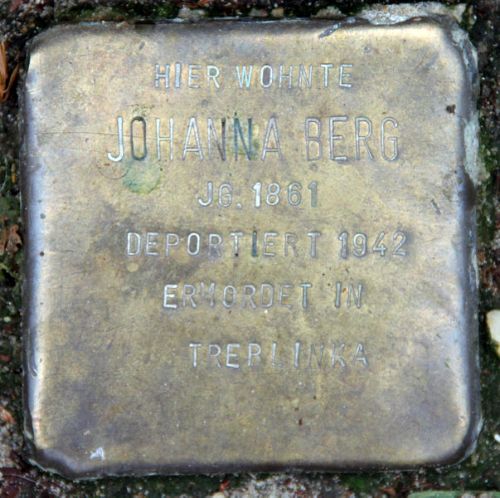 HIER WOHNTE
JOHANNA BERG
JG. 1861
DEPORTIERT 1942
ERMORDET IN
TREBLINKA